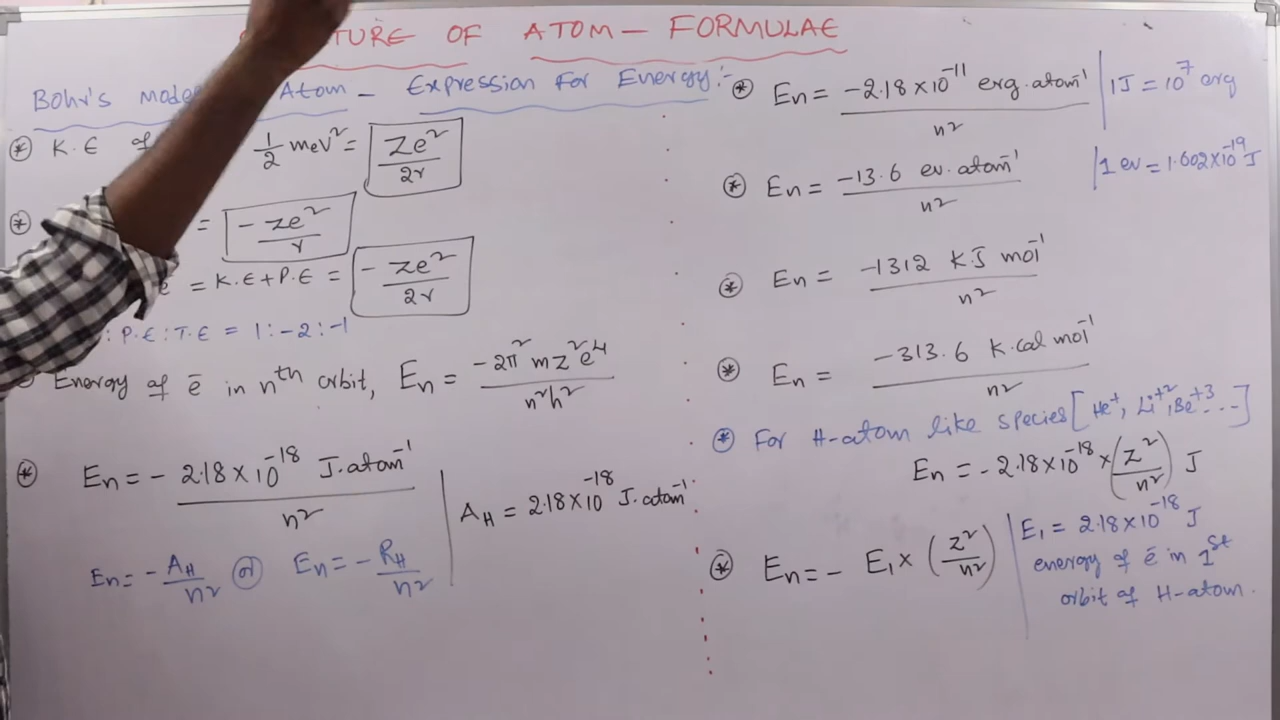 TURE OF ATOM – FORMULAE
Bohr's Atom – Expression For Energy:-
⊛ K.E of ½ mev² = Ze²/2r
⊛ = -Ze²/r
= K.E + P.E = -Ze²/2r
: P.E : T.E = 1 : -2 : -1
Energy of ē in nth orbit, En = -2π²mz²e⁴/n²h²
⊛ En = - 2.18×10⁻¹⁸ J.atom⁻¹/n²
AH = 2.18×10⁻¹⁸ J.atom⁻¹
En = -AH/n² or En = -RH/n²
⊛ En = -2.18×10⁻¹¹ erg.atom⁻¹/n²
1J = 10⁷ erg
⊛ En = -13.6 ev.atom⁻¹/n²
1 ev = 1.602×10⁻¹⁹ J
⊛ En = -1312 KJ mol⁻¹/n²
⊛ En = -313.6 K.cal mol⁻¹/n²
⊛ For H-atom like species [He⁺, Li⁺², Be⁺³ ...]
En = -2.18×10⁻¹⁸ × (Z²/n²) J
⊛ En = - E₁ × (Z²/n²)
E₁ = 2.18×10⁻¹⁸ J
energy of ē in 1st
orbit of H-atom.